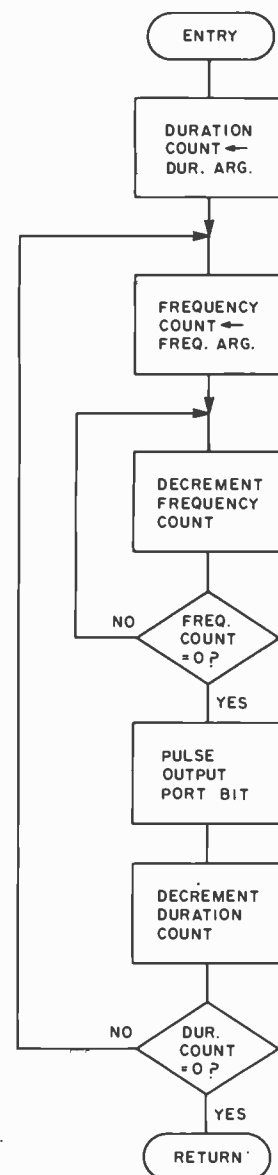 ENTRY
DURATION
COUNT ←
DUR. ARG.
FREQUENCY
COUNT ←
FREQ. ARG.
DECREMENT
FREQUENCY
COUNT
NO
FREQ.
COUNT
=0?
YES
PULSE
OUTPUT
PORT BIT
DECREMENT
DURATION
COUNT
NO
DUR.
COUNT
=0?
YES
RETURN